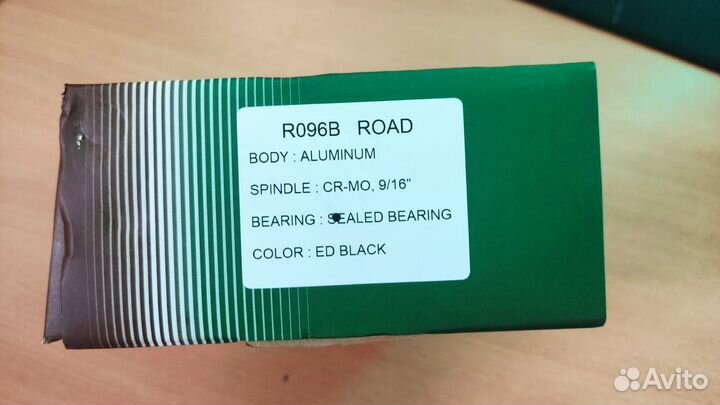 R096B ROAD
BODY : ALUMINUM
SPINDLE : CR-MO, 9/16"
BEARING : SEALED BEARING
COLOR : ED BLACK
Avito